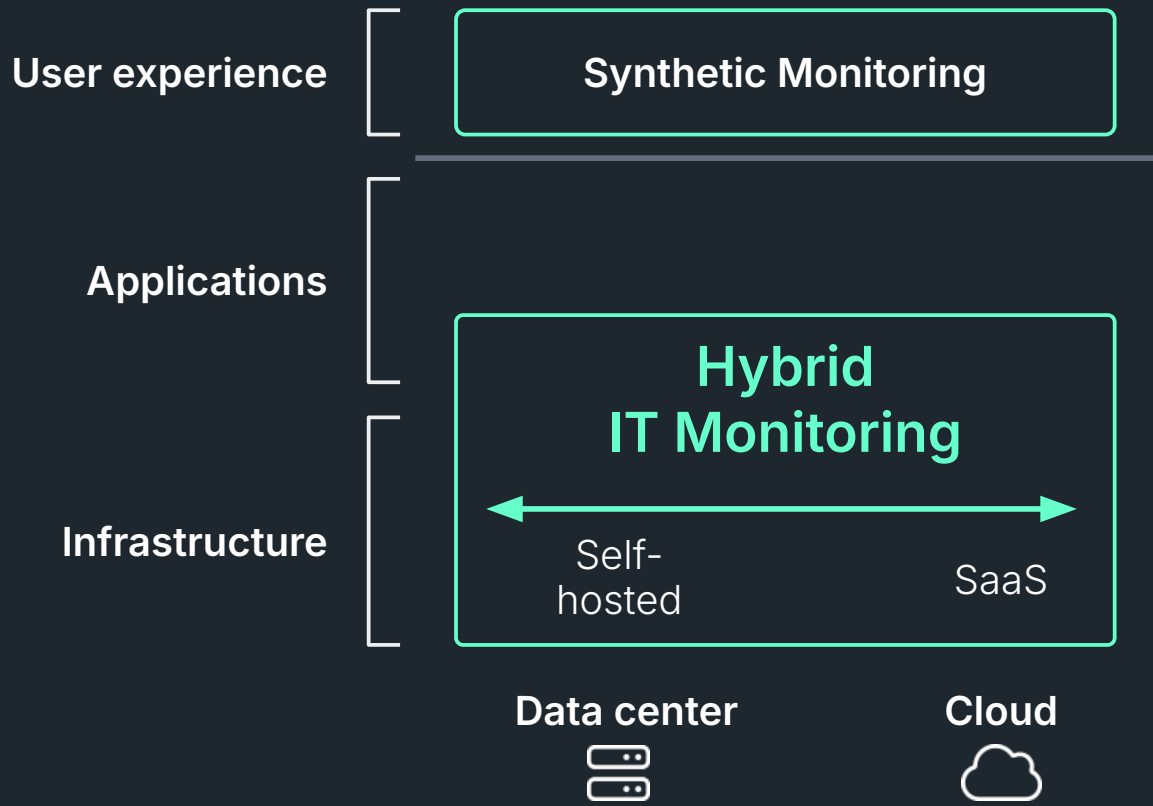 User experience
Synthetic Monitoring
Applications
Hybrid
IT Monitoring
Infrastructure
Self-
hosted
SaaS
Data center
Cloud